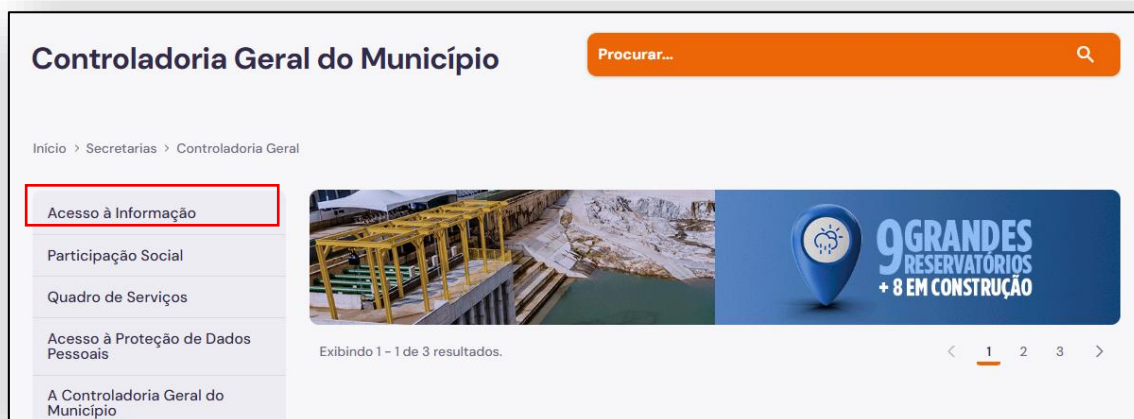 Controladoria Geral do Município
Procurar...
Início > Secretarias > Controladoria Geral
Acesso à Informação
Participação Social
Quadro de Serviços
Acesso à Proteção de Dados
Pessoais
A Controladoria Geral do
Município
9 GRANDES
RESERVATÓRIOS
+ 8 EM CONSTRUÇÃO
Exibindo 1 - 1 de 3 resultados.
< 1 2 3 >